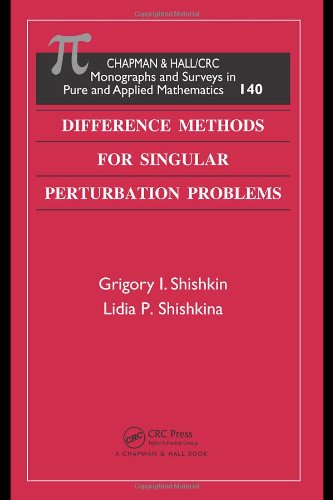 π
CHAPMAN & HALL/CRC
Monographs and Surveys in
Pure and Applied Mathematics 140
DIFFERENCE METHODS
FOR SINGULAR
PERTURBATION PROBLEMS
Grigory I. Shishkin
Lidia P. Shishkina
CRC Press
Taylor & Francis Group
A CHAPMAN & HALL BOOK